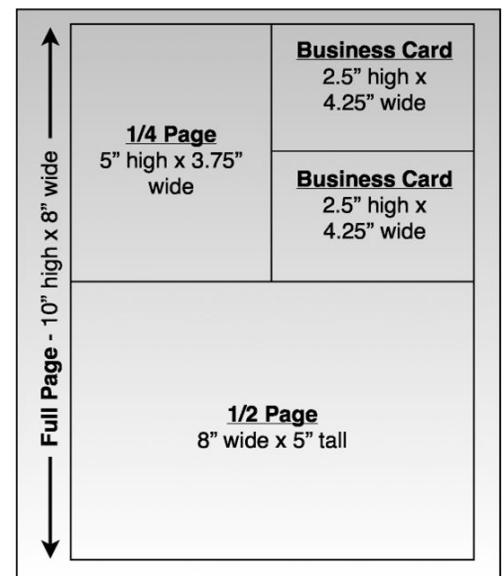 Full Page - 10” high x 8” wide
1/4 Page
5” high x 3.75”
wide
Business Card
2.5” high x
4.25” wide
Business Card
2.5” high x
4.25” wide
1/2 Page
8” wide x 5” tall